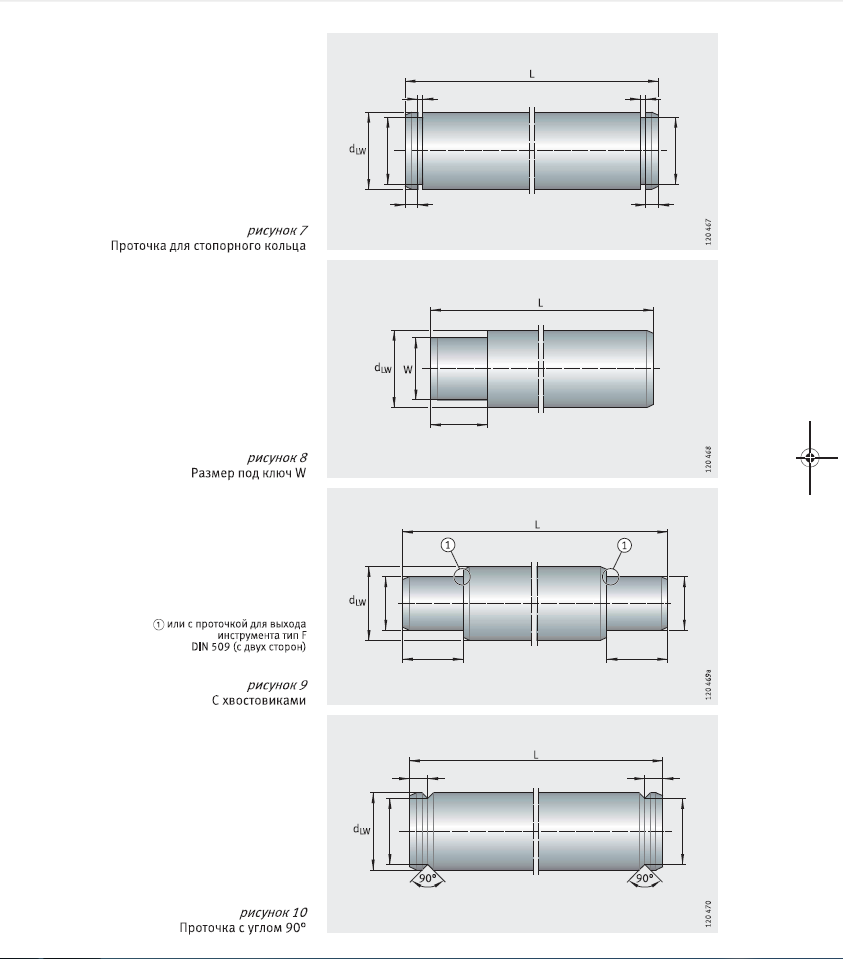 L
dLW
120 467
рисунок 7
Проточка для стопорного кольца
L
dLW
W
120 468
рисунок 8
Размер под ключ W
L
1
1
dLW
① или с проточкой для выхода
инструмента тип F
DIN 509 (с двух сторон)
120 469a
рисунок 9
С хвостовиками
L
dLW
90°
90°
120 470
рисунок 10
Проточка с углом 90°